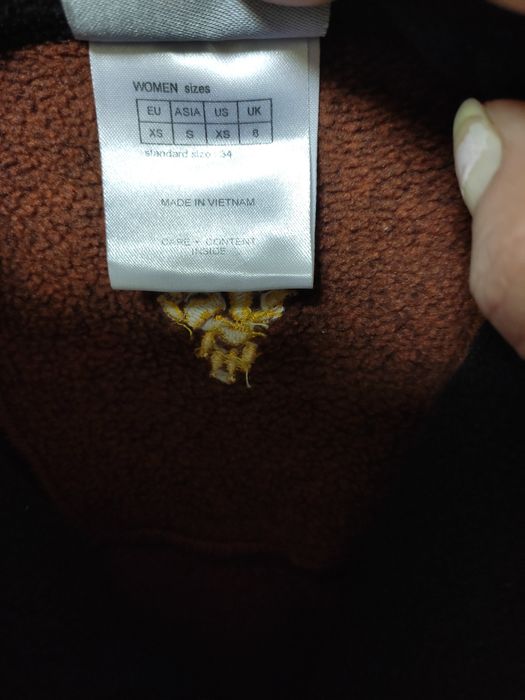 WOMEN sizes
EU ASIA US UK
XS S XS 8
standard size 34
MADE IN VIETNAM
CARE + CONTENT
INSIDE